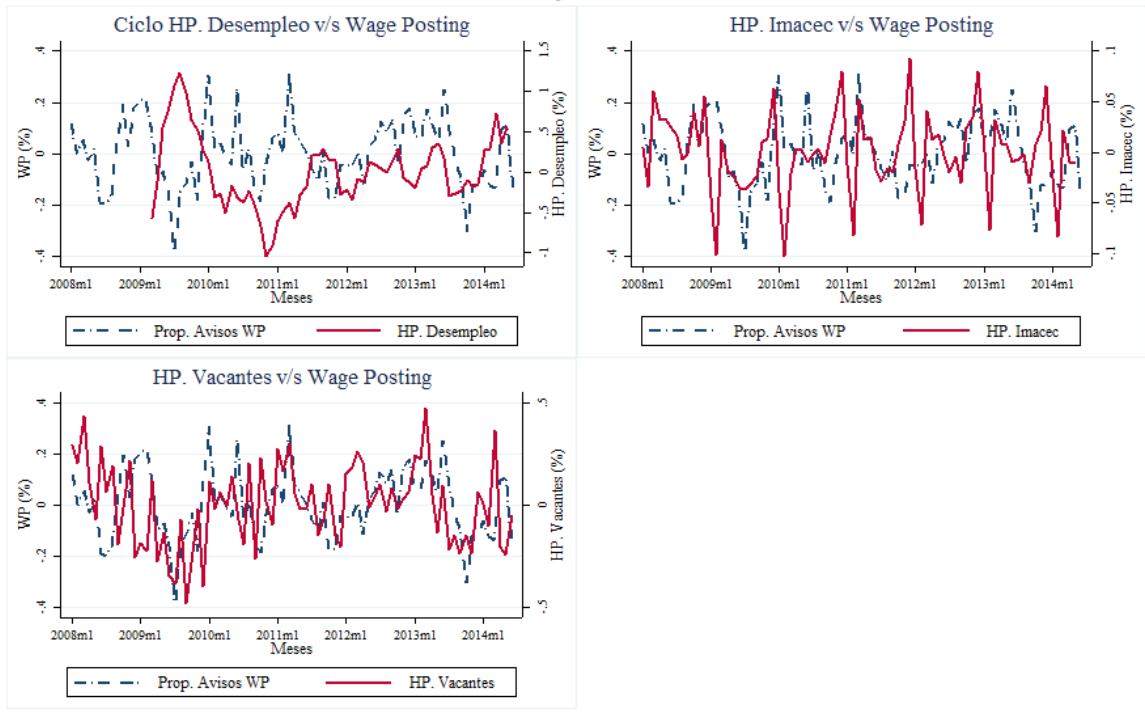 Ciclo HP. Desempleo v/s Wage Posting
WP (%)
.4
.2
0
-.2
-.4
1.5
1
.5
0
-.5
-1
HP. Desempleo (%)
2008m1 2009m1 2010m1 2011m1 2012m1 2013m1 2014m1
Meses
Prop. Avisos WP HP. Desempleo
HP. Imacec v/s Wage Posting
WP (%)
.4
.2
0
-.2
-.4
.1
.05
0
-.05
-.1
HP. Imacec (%)
2008m1 2009m1 2010m1 2011m1 2012m1 2013m1 2014m1
Meses
Prop. Avisos WP HP. Imacec
HP. Vacantes v/s Wage Posting
WP (%)
.4
.2
0
-.2
-.4
.5
0
-.5
HP. Vacantes (%)
2008m1 2009m1 2010m1 2011m1 2012m1 2013m1 2014m1
Meses
Prop. Avisos WP HP. Vacantes